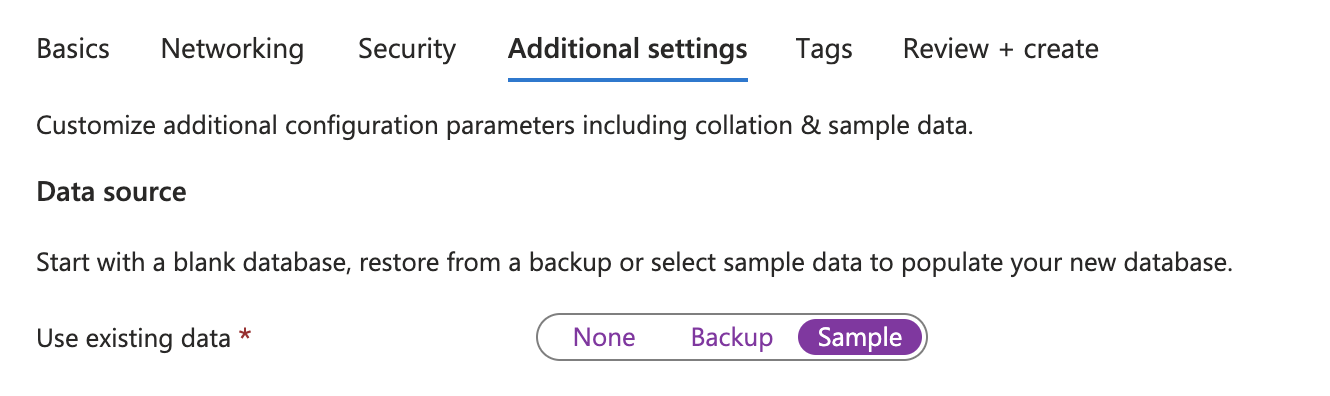 Basics Networking Security Additional settings Tags Review + create
Customize additional configuration parameters including collation & sample data.
Data source
Start with a blank database, restore from a backup or select sample data to populate your new database.
Use existing data * None Backup Sample